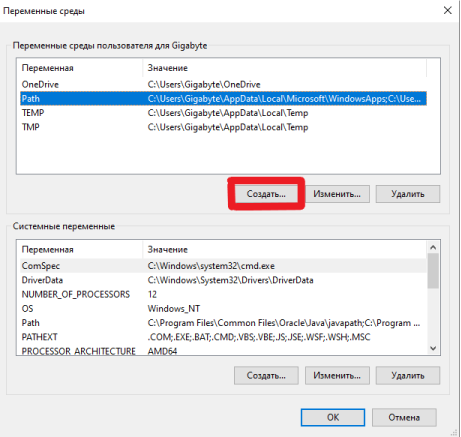 Переменные среды
Переменные среды пользователя для Gigabyte
Переменная Значение
OneDrive C:\Users\Gigabyte\OneDrive
Path C:\Users\Gigabyte\AppData\Local\Microsoft\WindowsApps;C:\Use...
TEMP C:\Users\Gigabyte\AppData\Local\Temp
TMP C:\Users\Gigabyte\AppData\Local\Temp
Создать... Изменить... Удалить
Системные переменные
Переменная Значение
ComSpec C:\Windows\system32\cmd.exe
DriverData C:\Windows\System32\Drivers\DriverData
NUMBER_OF_PROCESSORS 12
OS Windows_NT
Path C:\Program Files\Common Files\Oracle\Java\javapath;C:\Program ...
PATHEXT .COM;.EXE;.BAT;.CMD;.VBS;.VBE;.JS;.JSE;.WSF;.WSH;.MSC
PROCESSOR_ARCHITECTURE AMD64
Создать... Изменить... Удалить
OK Отмена